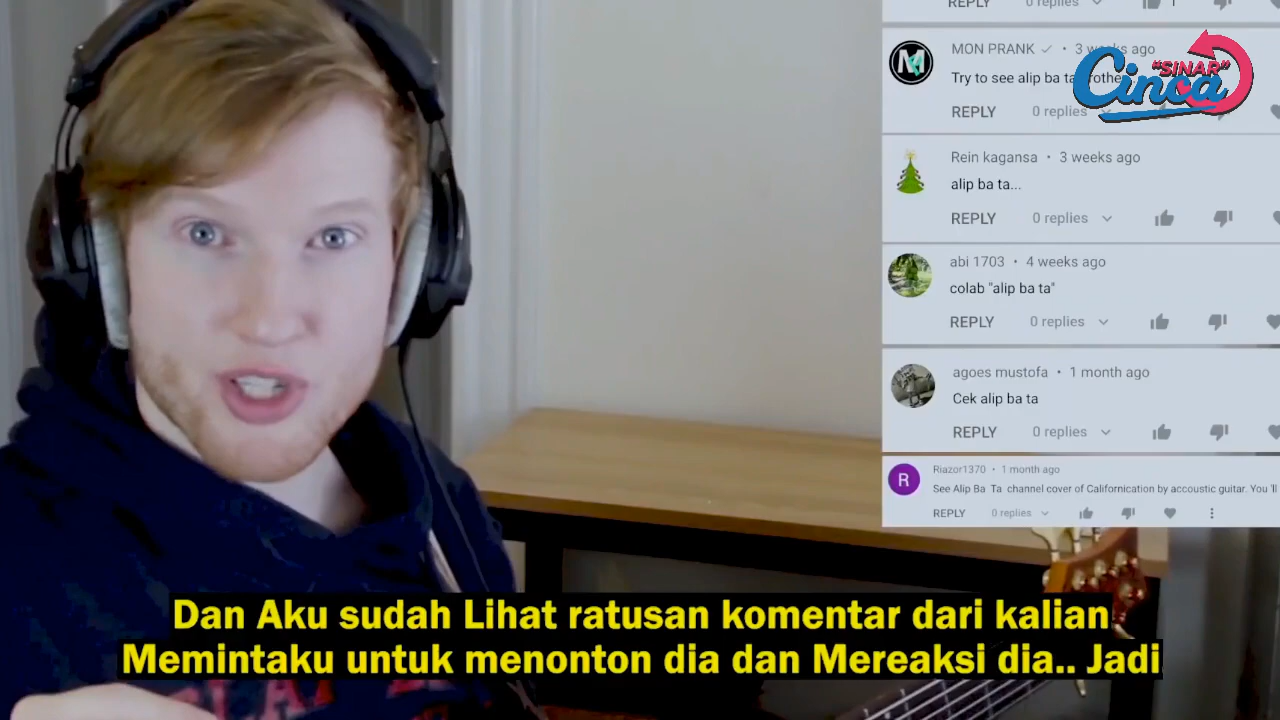 REPLY
0 replies
1
MON PRANK
3 weeks ago
Try to see alip ba ta
REPLY
0 replies
"SINAR"
Cinca
Rein kagansa • 3 weeks ago
alip ba ta...
REPLY
0 replies
abi 1703 • 4 weeks ago
colab "alip ba ta"
REPLY
0 replies
agoes mustofa • 1 month ago
Cek alip ba ta
REPLY
0 replies
R
Riazor1370 • 1 month ago
See Alip Ba Ta channel cover of Californication by accoustic guitar. You 'll
REPLY
0 replies
Dan Aku sudah Lihat ratusan komentar dari kalian
Memintaku untuk menonton dia dan Mereaksi dia.. Jadi